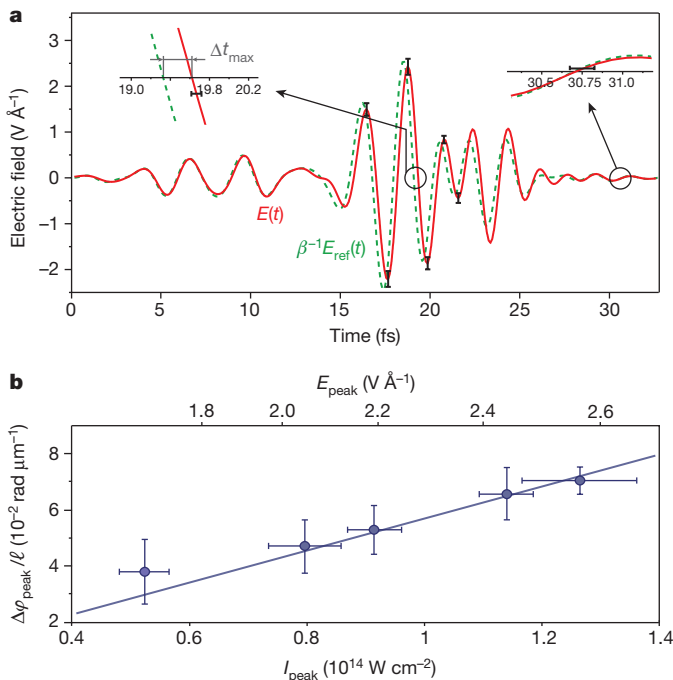 a
Δt_max
19.0 19.8 20.2
30.5 30.75 31.0
Electric field (V Å⁻¹)
3
2
1
0
−1
−2
E(t)
β⁻¹E_ref(t)
0 5 10 15 20 25 30
Time (fs)
b
E_peak (V Å⁻¹)
1.8 2.0 2.2 2.4 2.6
Δφ_peak/ℓ (10⁻² rad μm⁻¹)
8
6
4
2
0.4 0.6 0.8 1 1.2 1.4
I_peak (10¹⁴ W cm⁻²)